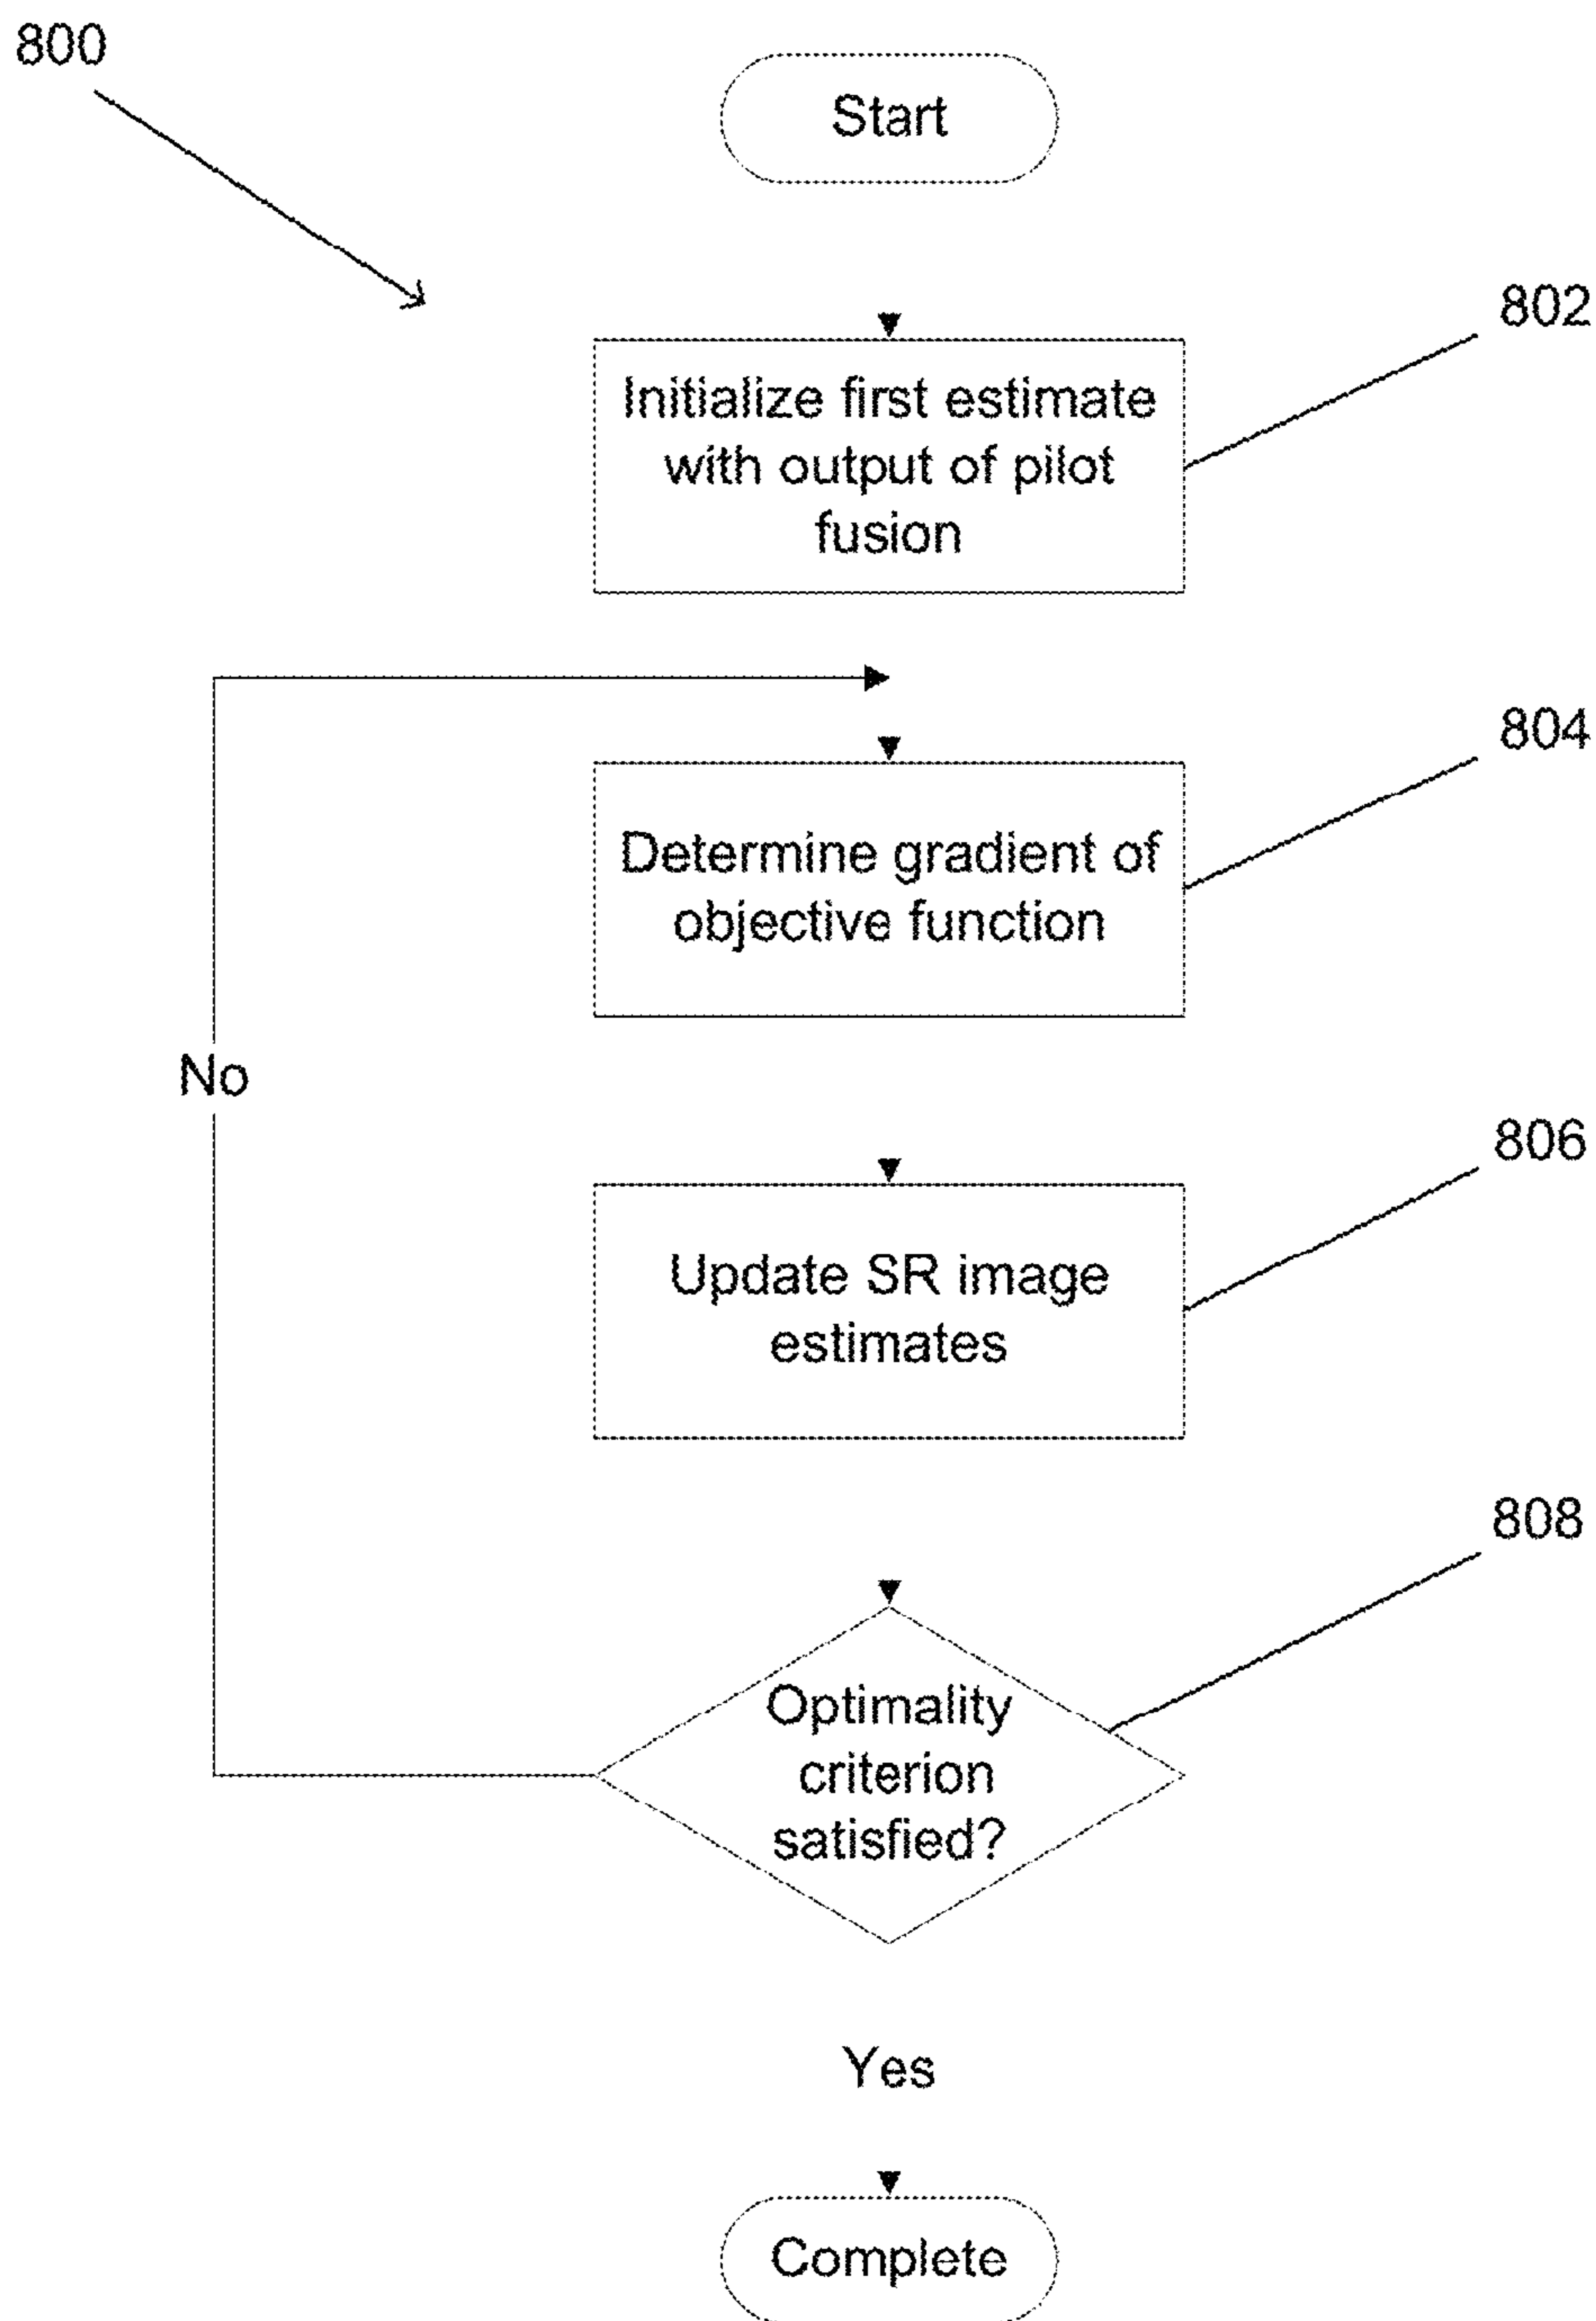 800
Start
802
Initialize first estimate
with output of pilot
fusion
804
Determine gradient of
objective function
No
806
Update SR image
estimates
808
Optimality
criterion
satisfied?
Yes
Complete